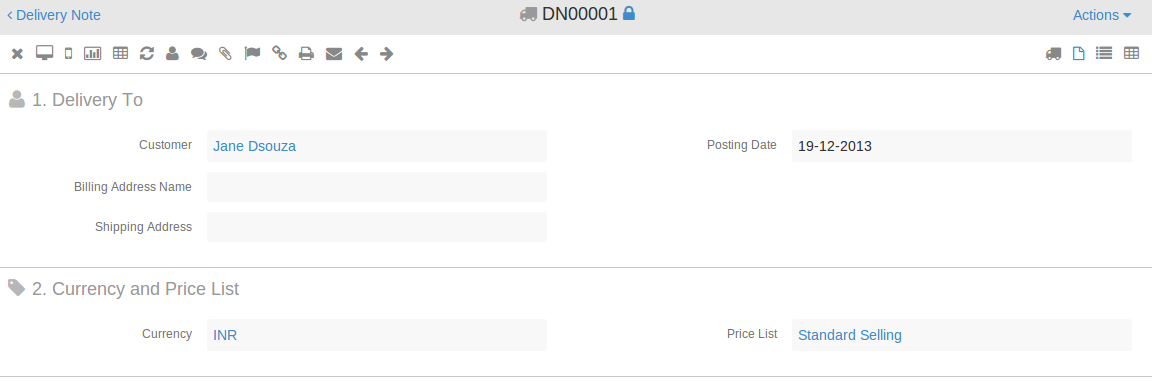 Delivery Note
DN00001
Actions
1. Delivery To
Customer
Jane Dsouza
Posting Date
19-12-2013
Billing Address Name
Shipping Address
2. Currency and Price List
Currency
INR
Price List
Standard Selling